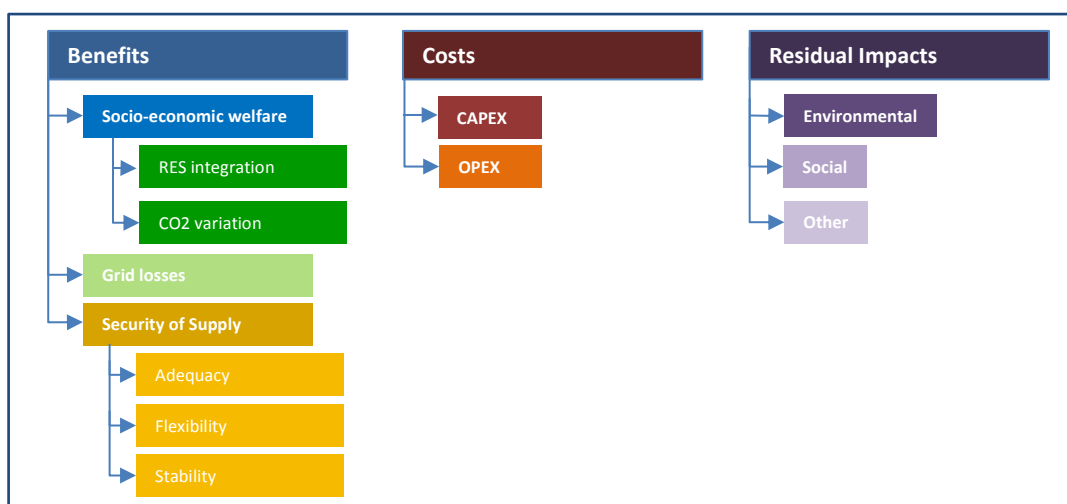 Benefits
Socio-economic welfare
RES integration
CO2 variation
Grid losses
Security of Supply
Adequacy
Flexibility
Stability
Costs
CAPEX
OPEX
Residual Impacts
Environmental
Social
Other